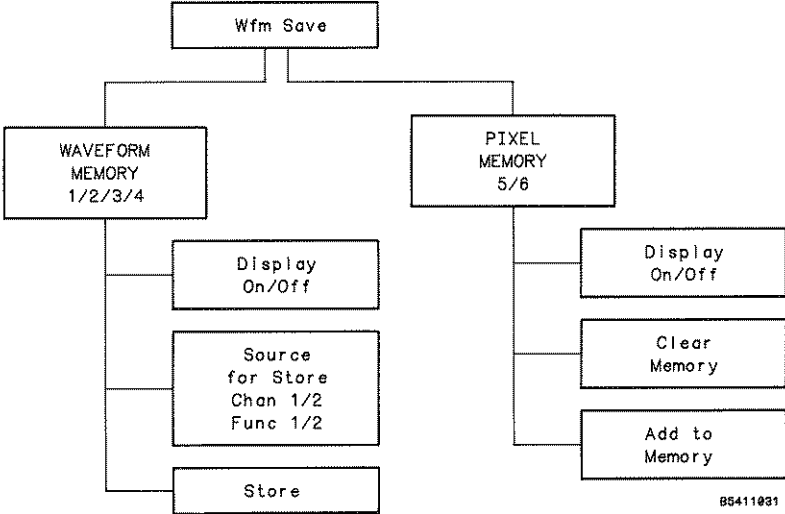 Wfm Save
WAVEFORM
MEMORY
1/2/3/4
Display
On/Off
Source
for Store
Chan 1/2
Func 1/2
Store
PIXEL
MEMORY
5/6
Display
On/Off
Clear
Memory
Add to
Memory
85411031